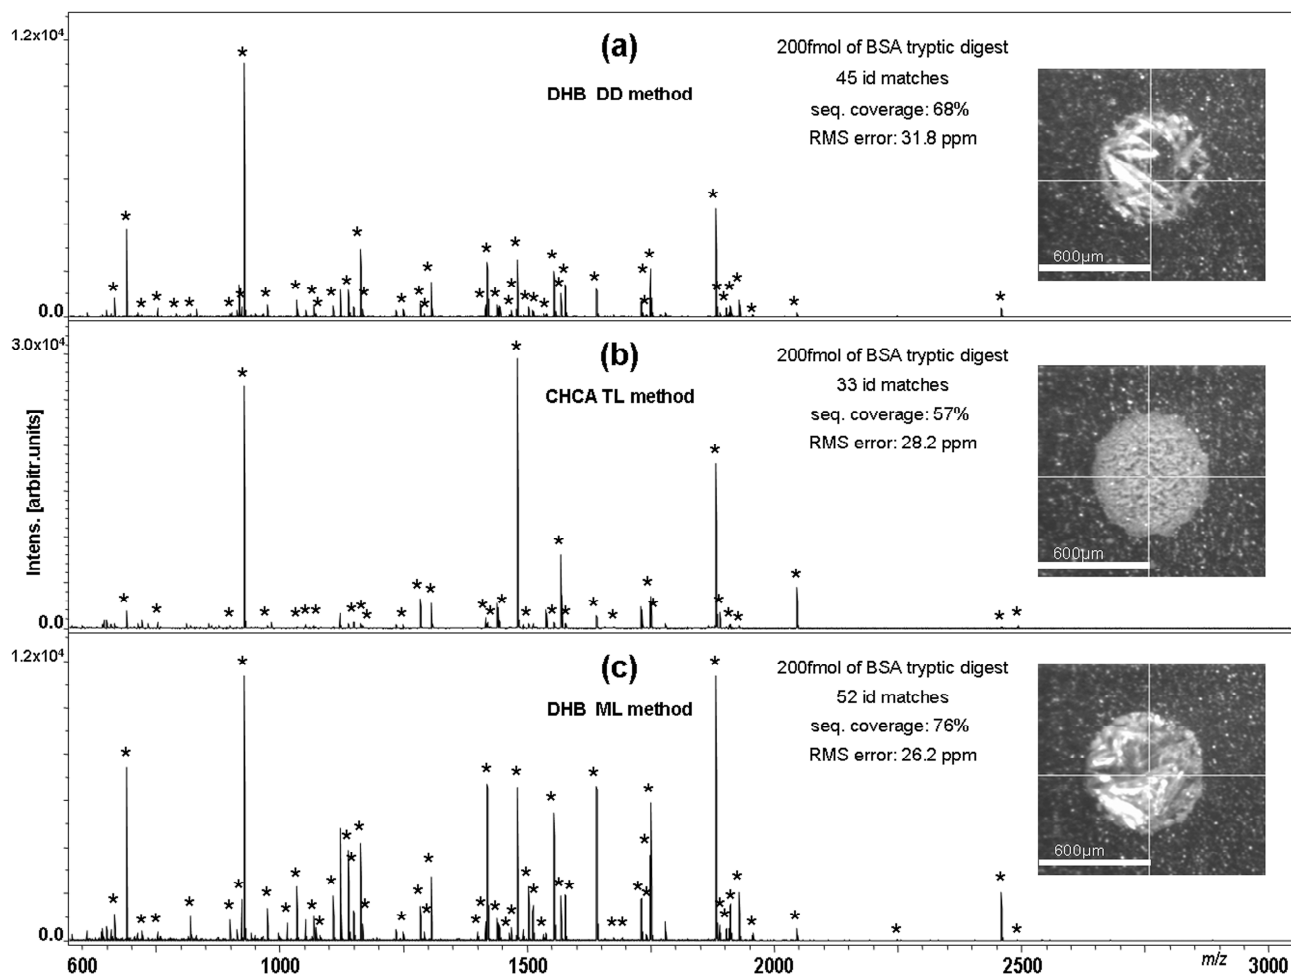 1.2x10⁴
(a)
DHB DD method
200fmol of BSA tryptic digest
45 id matches
seq. coverage: 68%
RMS error: 31.8 ppm
600µm
0.0
3.0x10⁴
(b)
CHCA TL method
200fmol of BSA tryptic digest
33 id matches
seq. coverage: 57%
RMS error: 28.2 ppm
600µm
Intens. [arbitr.units]
0.0
1.2x10⁴
(c)
DHB ML method
200fmol of BSA tryptic digest
52 id matches
seq. coverage: 76%
RMS error: 26.2 ppm
600µm
0.0
600 1000 1500 2000 2500 m/z 3000